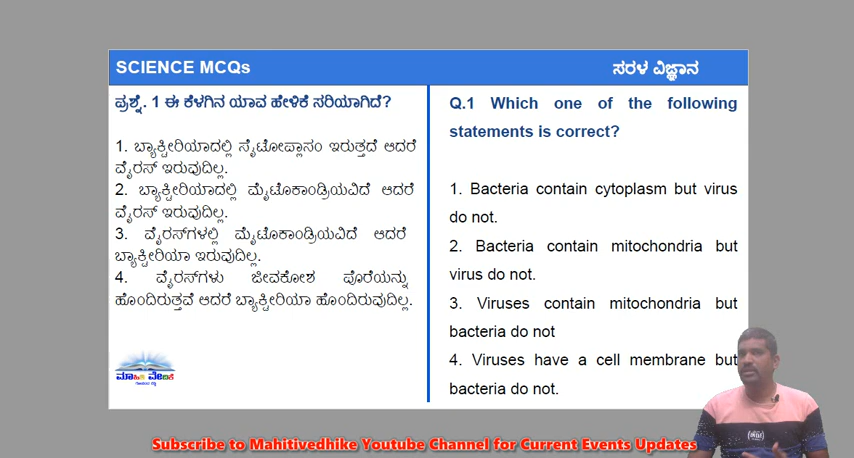 SCIENCE MCQs
ಸರಳ ವಿಜ್ಞಾನ
ಪ್ರಶ್ನೆ. 1 ಈ ಕೆಳಗಿನ ಯಾವ ಹೇಳಿಕೆ ಸರಿಯಾಗಿದೆ?
1. ಬ್ಯಾಕ್ಟೀರಿಯಾದಲ್ಲಿ ಸೈಟೋಪ್ಲಾಸಂ ಇರುತ್ತದೆ ಆದರೆ
ವೈರಸ್ ಇರುವುದಿಲ್ಲ.
2. ಬ್ಯಾಕ್ಟೀರಿಯಾದಲ್ಲಿ ಮೈಟೊಕಾಂಡ್ರಿಯವಿದೆ ಆದರೆ
ವೈರಸ್ ಇರುವುದಿಲ್ಲ.
3. ವೈರಸ್‌ಗಳಲ್ಲಿ ಮೈಟೊಕಾಂಡ್ರಿಯವಿದೆ ಆದರೆ
ಬ್ಯಾಕ್ಟೀರಿಯಾ ಇರುವುದಿಲ್ಲ.
4. ವೈರಸ್‌ಗಳು ಜೀವಕೋಶ ಪೊರೆಯನ್ನು
ಹೊಂದಿರುತ್ತವೆ ಆದರೆ ಬ್ಯಾಕ್ಟೀರಿಯಾ ಹೊಂದಿರುವುದಿಲ್ಲ.
ಮಾಹಿತಿ ವೇದಿಕೆ
Q.1 Which one of the following
statements is correct?
1. Bacteria contain cytoplasm but virus
do not.
2. Bacteria contain mitochondria but
virus do not.
3. Viruses contain mitochondria but
bacteria do not
4. Viruses have a cell membrane but
bacteria do not.
Subscribe to Mahitivedhike Youtube Channel for Current Events Updates